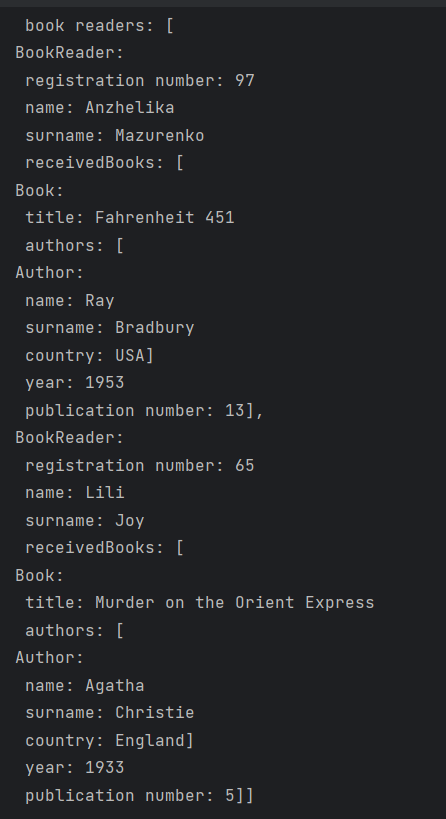 book readers: [
BookReader:
registration number: 97
name: Anzhelika
surname: Mazurenko
receivedBooks: [
Book:
title: Fahrenheit 451
authors: [
Author:
name: Ray
surname: Bradbury
country: USA]
year: 1953
publication number: 13],
BookReader:
registration number: 65
name: Lili
surname: Joy
receivedBooks: [
Book:
title: Murder on the Orient Express
authors: [
Author:
name: Agatha
surname: Christie
country: England]
year: 1933
publication number: 5]]